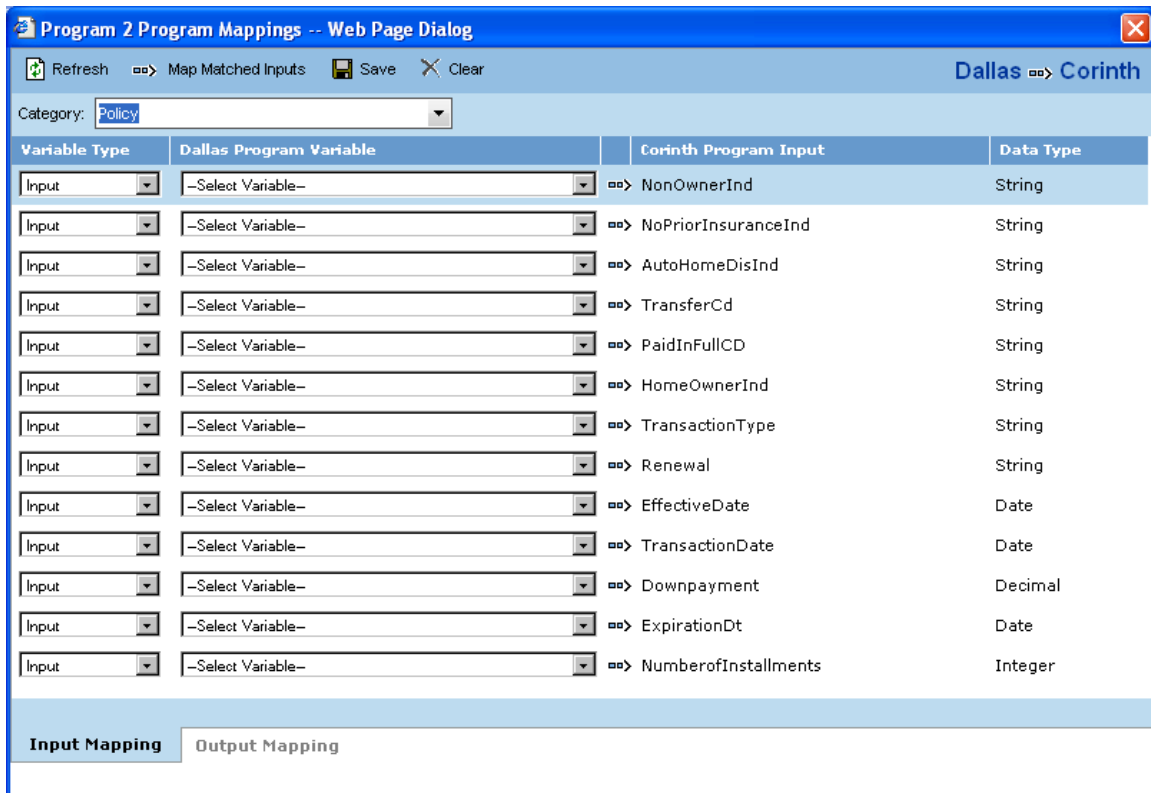 Program 2 Program Mappings -- Web Page Dialog
Refresh Map Matched Inputs Save Clear Dallas Corinth
Category: Policy
Variable Type Dallas Program Variable Corinth Program Input Data Type
Input --Select Variable-- NonOwnerInd String
Input --Select Variable-- NoPriorInsuranceInd String
Input --Select Variable-- AutoHomeDisInd String
Input --Select Variable-- TransferCd String
Input --Select Variable-- PaidInFullCD String
Input --Select Variable-- HomeOwnerInd String
Input --Select Variable-- TransactionType String
Input --Select Variable-- Renewal String
Input --Select Variable-- EffectiveDate Date
Input --Select Variable-- TransactionDate Date
Input --Select Variable-- Downpayment Decimal
Input --Select Variable-- ExpirationDt Date
Input --Select Variable-- NumberofInstallments Integer
Input Mapping Output Mapping